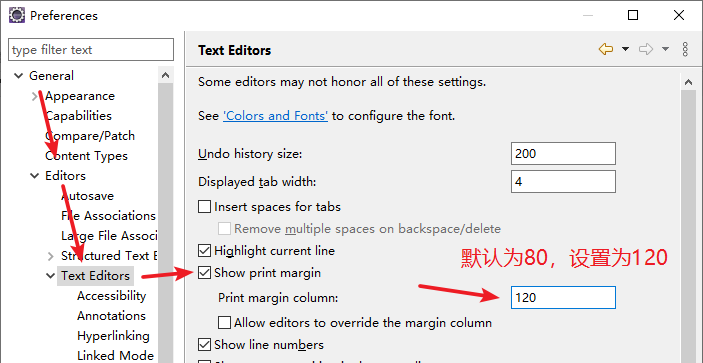 Preferences
type filter text
General
Appearance
Capabilities
Compare/Patch
Content Types
Editors
Autosave
File Associations
Large File Associ
Structured Text E
Text Editors
Accessibility
Annotations
Hyperlinking
Linked Mode
Text Editors
Some editors may not honor all of these settings.
See 'Colors and Fonts' to configure the font.
Undo history size: 200
Displayed tab width: 4
Insert spaces for tabs
Remove multiple spaces on backspace/delete
Highlight current line
Show print margin
默认为80，设置为120
Print margin column: 120
Allow editors to override the margin column
Show line numbers